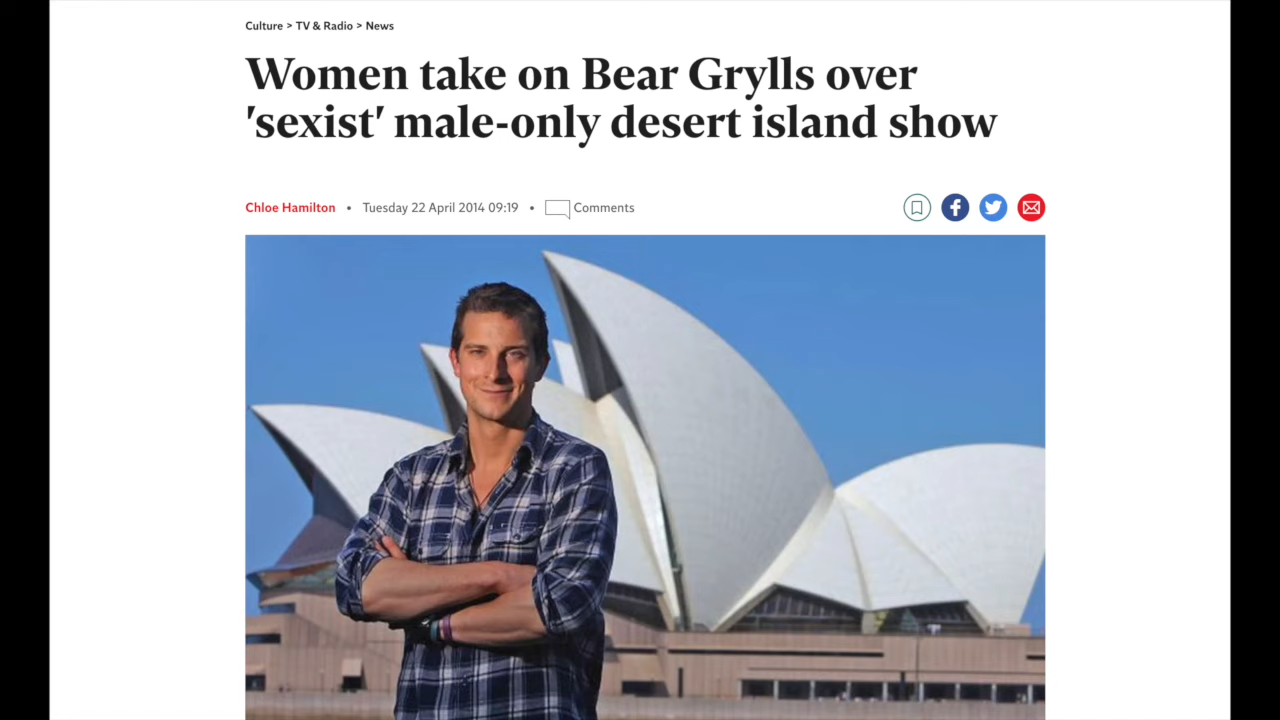 Culture > TV & Radio > News
Women take on Bear Grylls over
'sexist' male-only desert island show
Chloe Hamilton • Tuesday 22 April 2014 09:19 • Comments